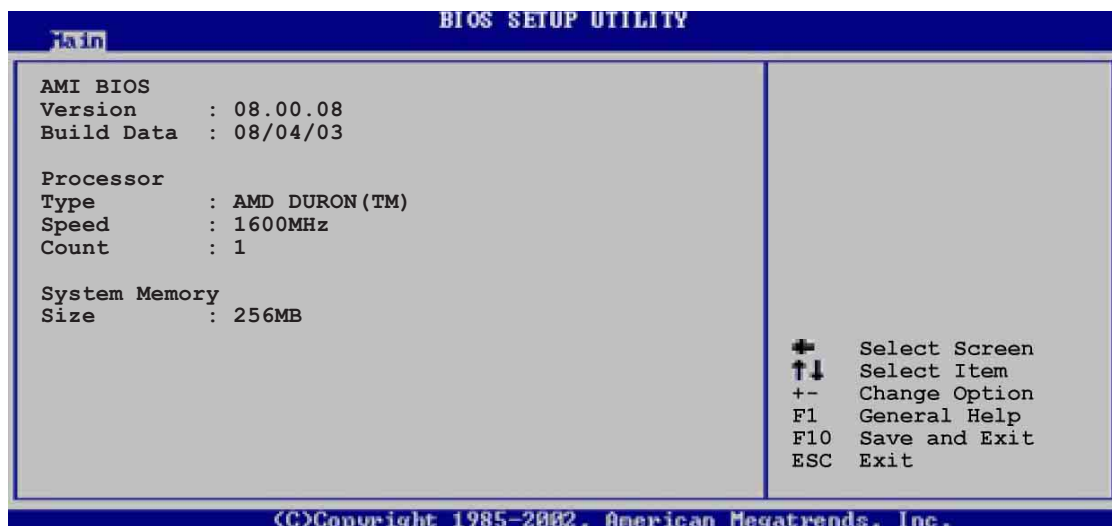 BIOS SETUP UTILITY
Main
AMI BIOS
Version : 08.00.08
Build Data : 08/04/03
Processor
Type : AMD DURON(TM)
Speed : 1600MHz
Count : 1
System Memory
Size : 256MB
Select Screen
↑↓ Select Item
+- Change Option
F1 General Help
F10 Save and Exit
ESC Exit
(C)Copyright 1985-2002, American Megatrends, Inc.